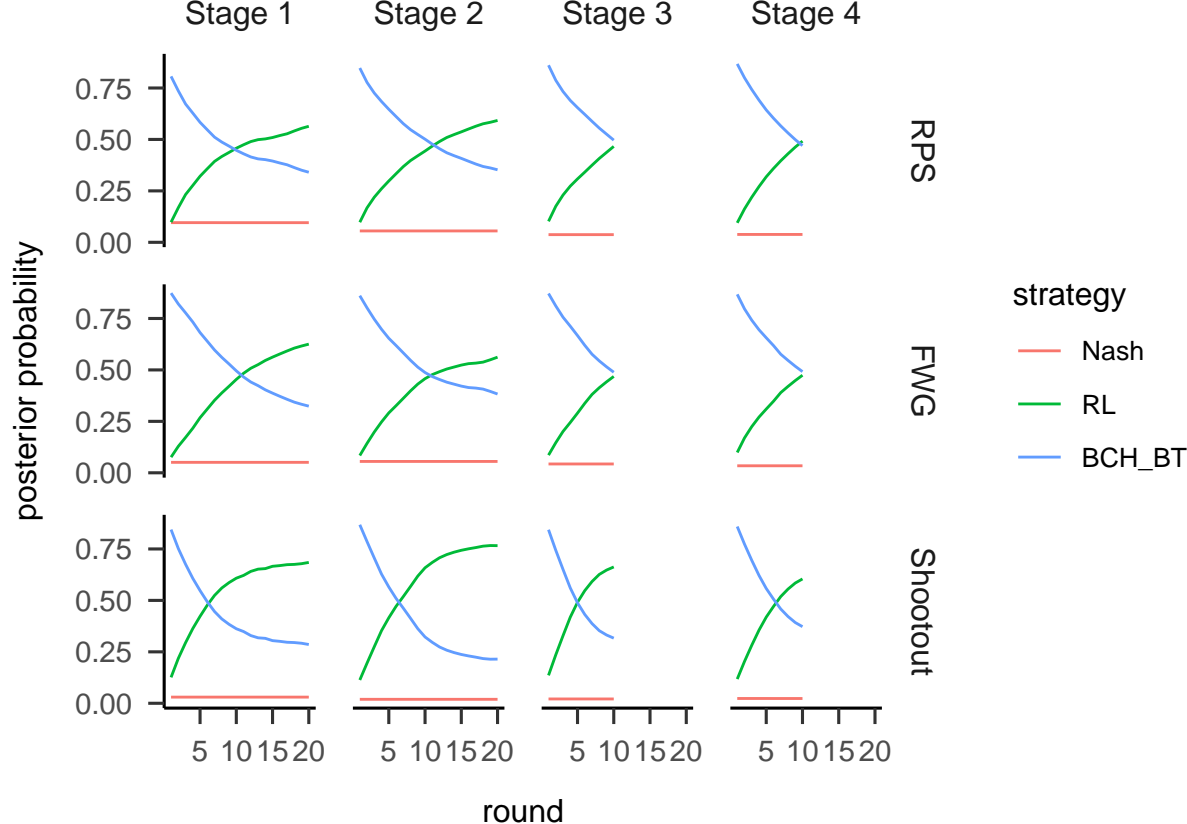 Stage 1 Stage 2 Stage 3 Stage 4
0.75
0.50
0.25
0.00
RPS
0.75
0.50
0.25
0.00
FWG
0.75
0.50
0.25
0.00
Shootout
5 10 15 20 5 10 15 20 5 10 15 20 5 10 15 20
round
posterior probability
strategy
Nash
RL
BCH_BT